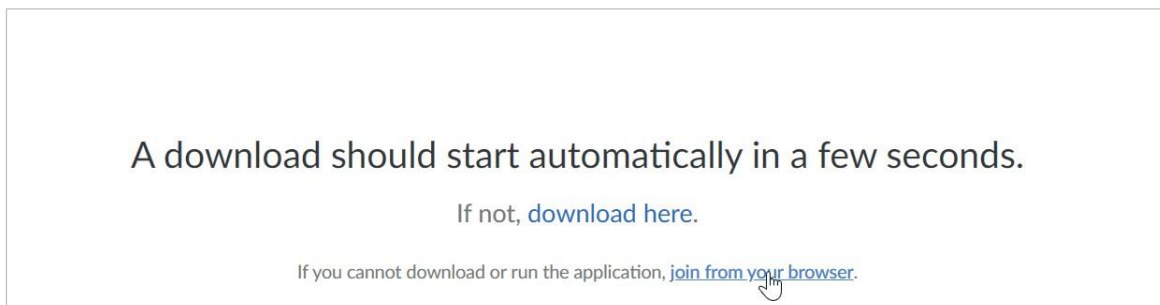 A download should start automatically in a few seconds.
If not, download here.
If you cannot download or run the application, join from your browser.